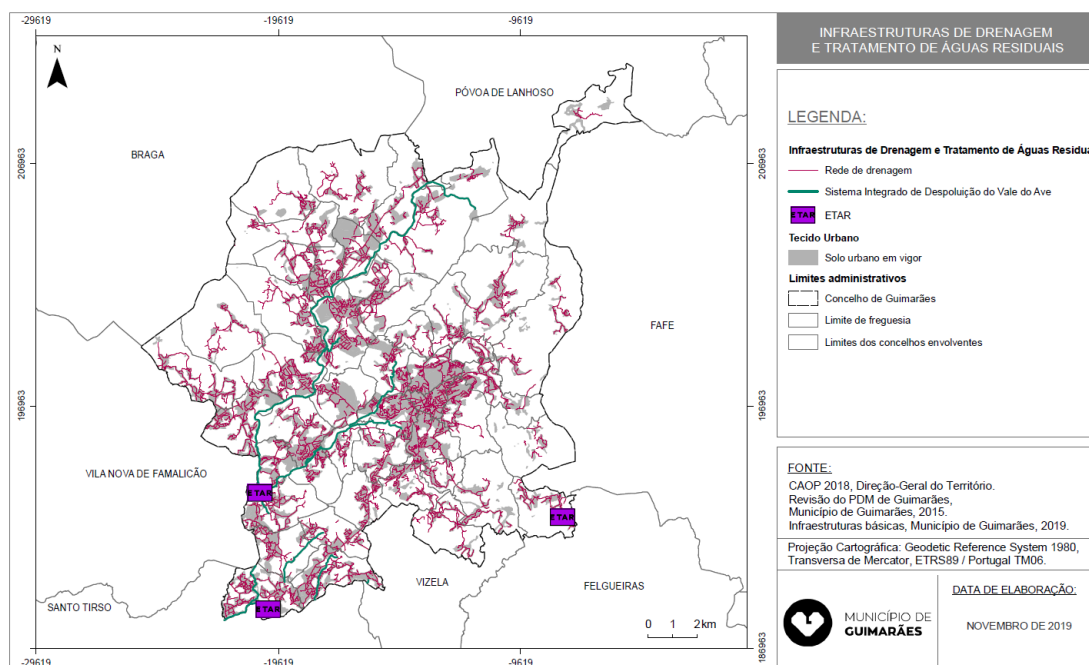 -29619
-19619
-9619
N
PÓVOA DE LANHOSO
BRAGA
206963
206963
FAFE
196963
196963
VILA NOVA DE FAMALICÃO
ETAR
ETAR
VIZELA
FELGUEIRAS
SANTO TIRSO
ETAR
0 1 2km
186963
-29619
-19619
-9619
INFRAESTRUTURAS DE DRENAGEM
E TRATAMENTO DE ÁGUAS RESIDUAIS
LEGENDA:
Infraestruturas de Drenagem e Tratamento de Águas Residua
Rede de drenagem
Sistema Integrado de Despoluição do Vale do Ave
ETAR
ETAR
Tecido Urbano
Solo urbano em vigor
Limites administrativos
Concelho de Guimarães
Limite de freguesia
Limites dos concelhos envolventes
FONTE:
CAOP 2018, Direção-Geral do Território.
Revisão do PDM de Guimarães,
Município de Guimarães, 2015.
Infraestruturas básicas, Município de Guimarães, 2019.
Projeção Cartográfica: Geodetic Reference System 1980,
Transversa de Mercator, ETRS89 / Portugal TM06.
MUNICÍPIO DE
GUIMARÃES
DATA DE ELABORAÇÃO:
NOVEMBRO DE 2019